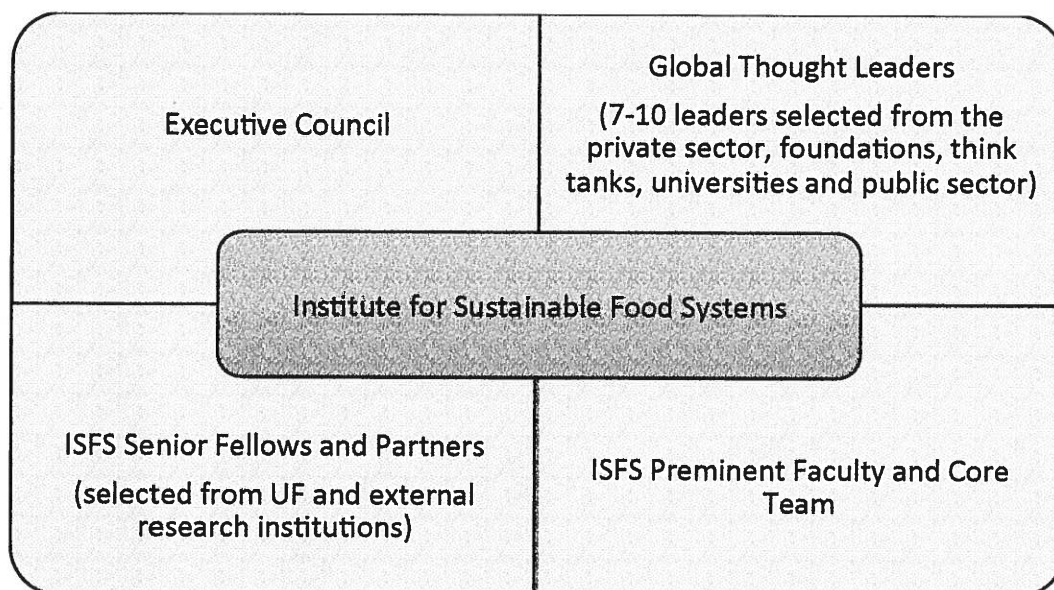 Executive Council
Global Thought Leaders
(7-10 leaders selected from the
private sector, foundations, think
tanks, universities and public sector)
Institute for Sustainable Food Systems
ISFS Senior Fellows and Partners
(selected from UF and external
research institutions)
ISFS Preminent Faculty and Core
Team